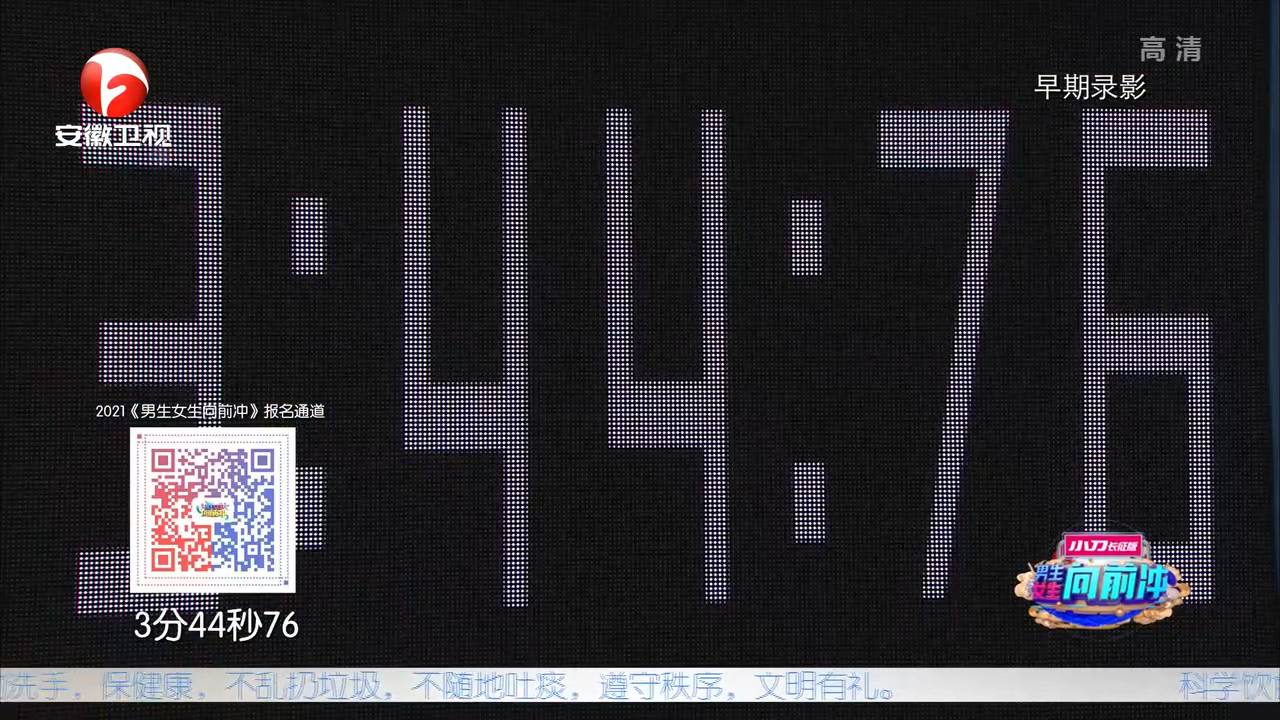 高清
早期录影
安徽卫视
3:44:76
2021《男生女生向前冲》报名通道
3分44秒76
小刀长征版
男生女生向前冲
洗手，保健康，不乱扔垃圾，不随地吐痰，遵守秩序，文明有礼。 科学饮